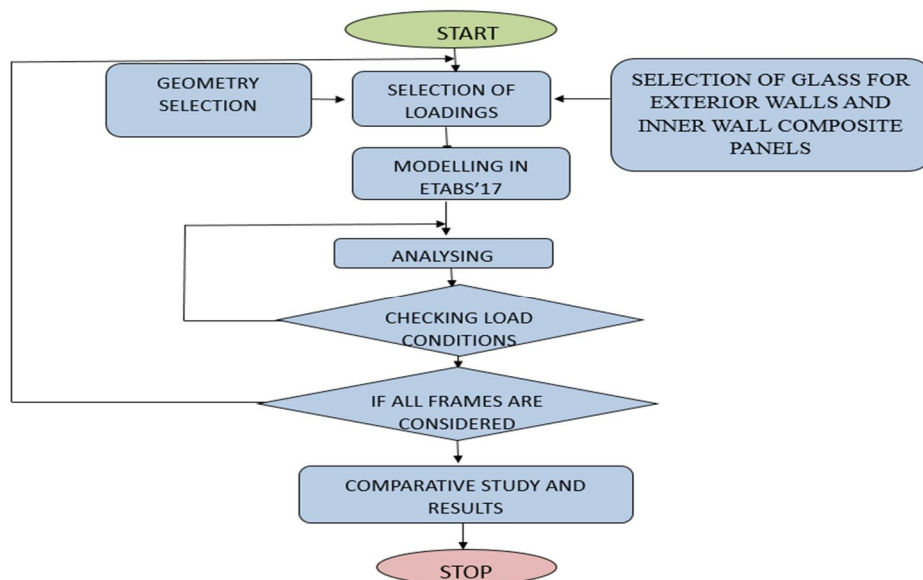 START
GEOMETRY
SELECTION
SELECTION OF
LOADINGS
SELECTION OF GLASS FOR
EXTERIOR WALLS AND
INNER WALL COMPOSITE
PANELS
MODELLING IN
ETABS’17
ANALYSING
CHECKING LOAD
CONDITIONS
IF ALL FRAMES ARE
CONSIDERED
COMPARATIVE STUDY AND
RESULTS
STOP